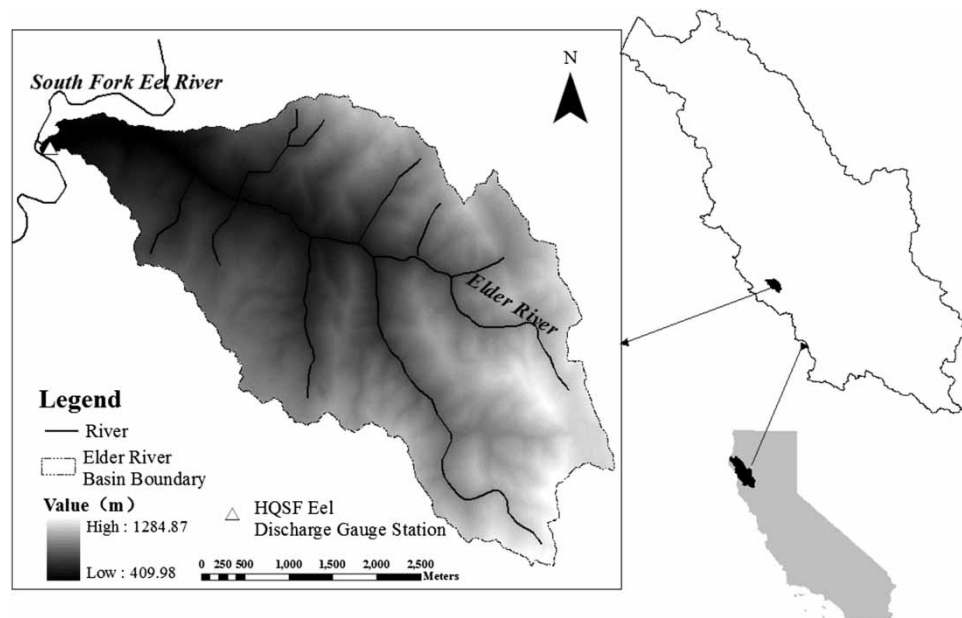 South Fork Eel River
N
Elder River
Legend
River
Elder River
Basin Boundary
Value (m)
High : 1284.87
Low : 409.98
HQSF Eel
Discharge Gauge Station
0 250 500 1,000 1,500 2,000 2,500
Meters